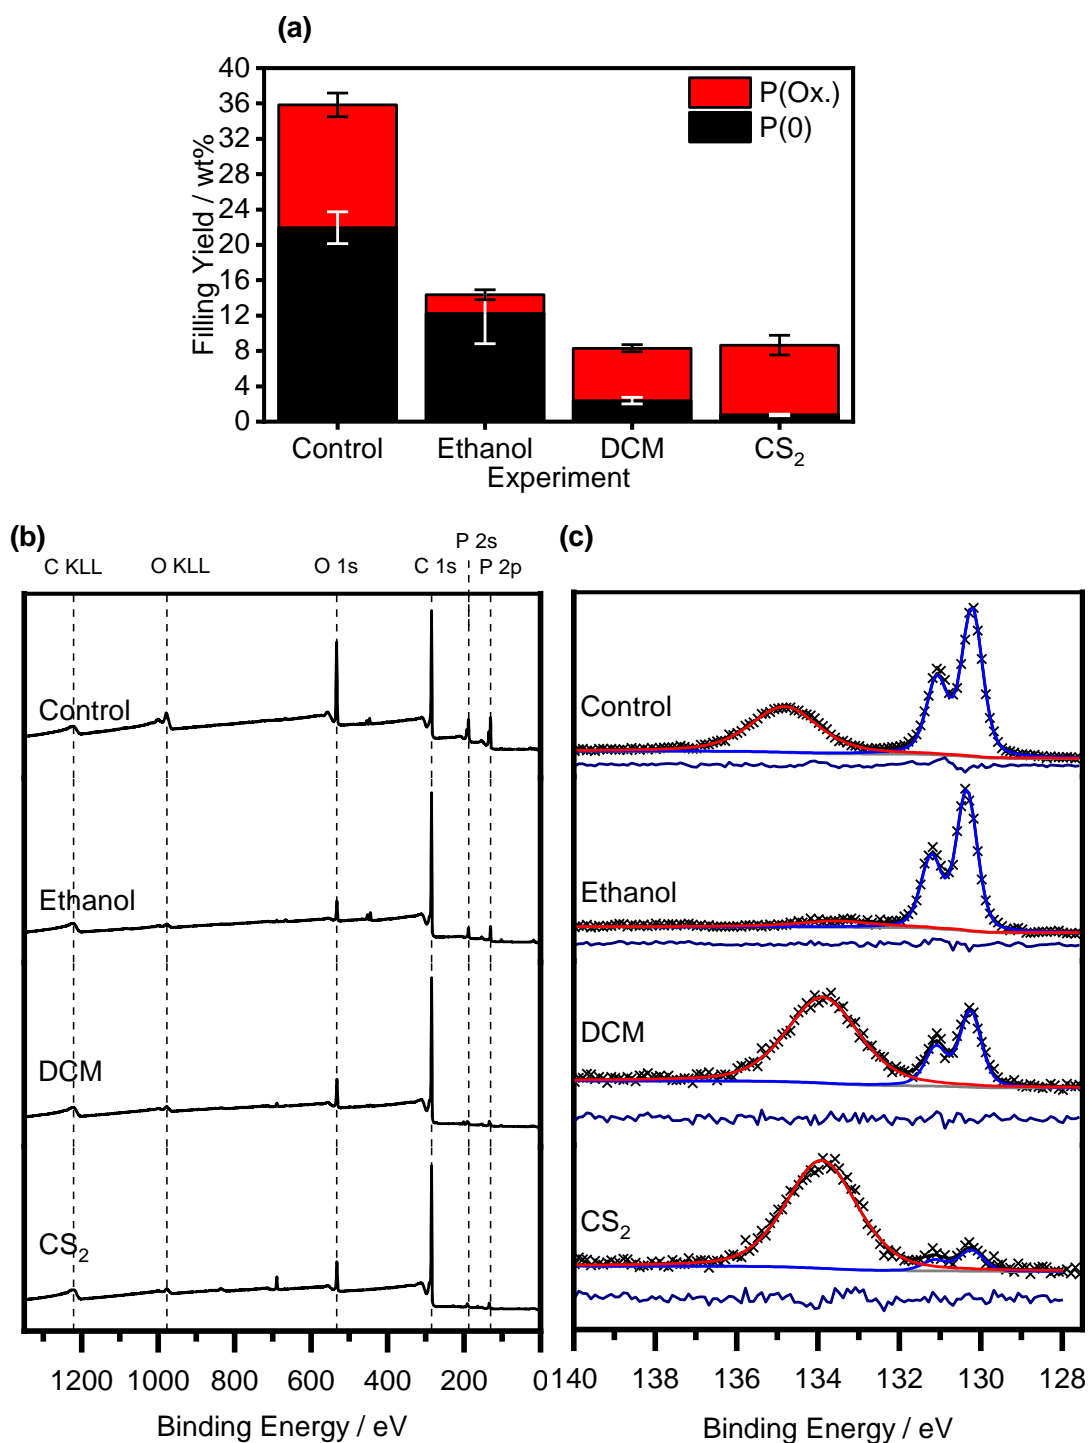 (a)
40
36
32
28
24
20
16
12
8
4
0
Filling Yield / wt%
P(Ox.)
P(0)
Control Ethanol DCM CS₂
Experiment
(b)
C KLL O KLL O 1s C 1s P 2s P 2p
Control
Ethanol
DCM
CS₂
1200 1000 800 600 400 200 0
Binding Energy / eV
(c)
Control
Ethanol
DCM
CS₂
140 138 136 134 132 130 128
Binding Energy / eV